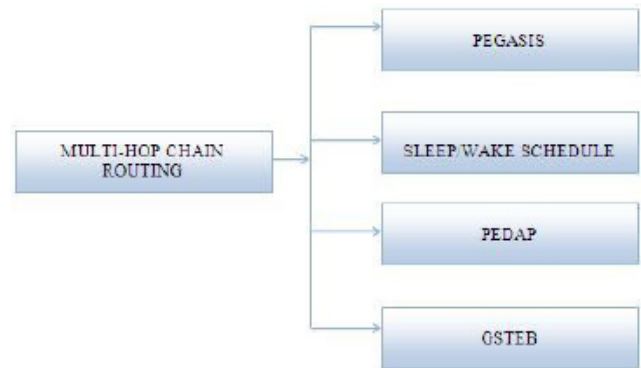 PEGASIS
MULTI-HOP CHAIN
ROUTING
SLEEP/WAKE SCHEDULE
PEDAP
GSTEB